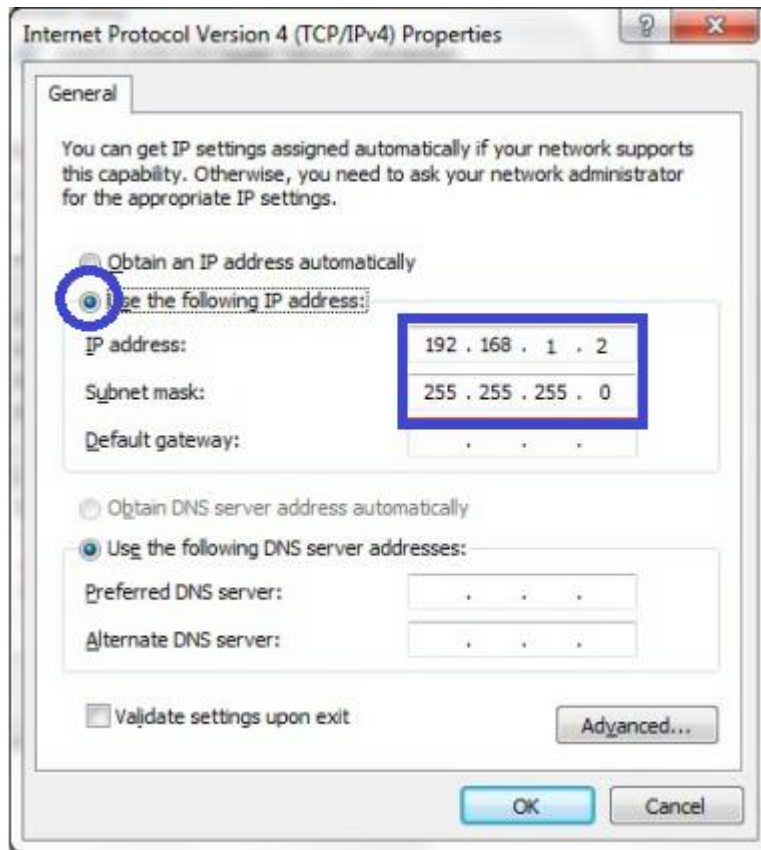 Internet Protocol Version 4 (TCP/IPv4) Properties
General
You can get IP settings assigned automatically if your network supports
this capability. Otherwise, you need to ask your network administrator
for the appropriate IP settings.
Obtain an IP address automatically
Use the following IP address:
IP address: 192 . 168 . 1 . 2
Subnet mask: 255 . 255 . 255 . 0
Default gateway: . . .
Obtain DNS server address automatically
Use the following DNS server addresses:
Preferred DNS server: . . .
Alternate DNS server: . . .
Validate settings upon exit
Advanced...
OK Cancel